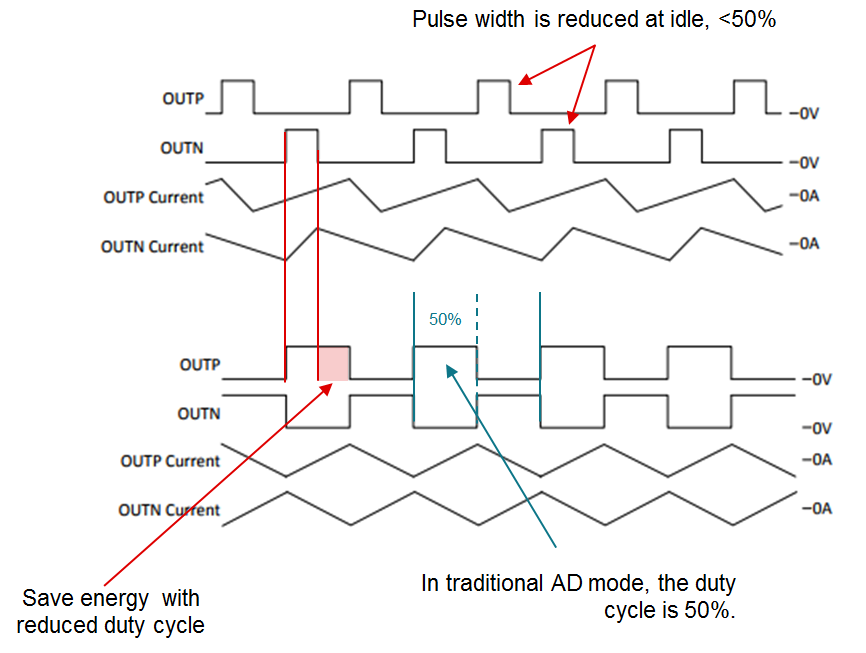 Pulse width is reduced at idle, <50%
OUTP
–0V
OUTN
–0V
OUTP Current
–0A
OUTN Current
–0A
50%
OUTP
–0V
OUTN
–0V
OUTP Current
–0A
OUTN Current
–0A
Save energy with
reduced duty cycle
In traditional AD mode, the duty
cycle is 50%.